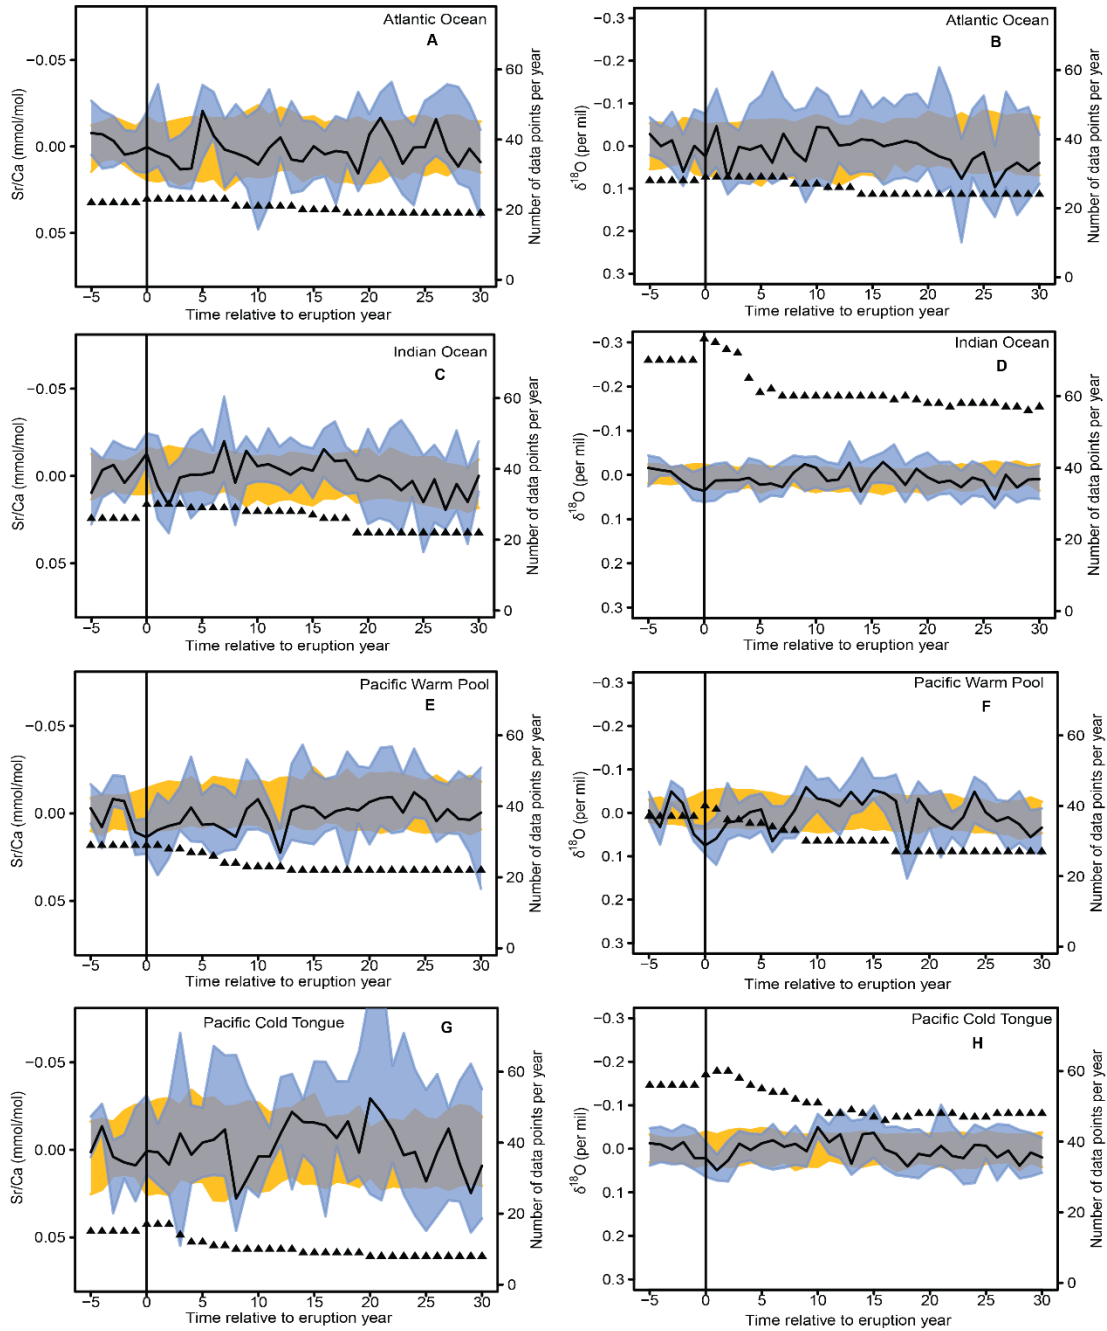 Atlantic Ocean
A
Sr/Ca (mmol/mol)
−0.05
0.00
0.05
60
40
20
0
Number of data points per year
−5 0 5 10 15 20 25 30
Time relative to eruption year
Atlantic Ocean
B
δ18O (per mil)
−0.3
−0.2
−0.1
0.0
0.1
0.2
0.3
60
40
20
0
Number of data points per year
−5 0 5 10 15 20 25 30
Time relative to eruption year
Indian Ocean
C
Sr/Ca (mmol/mol)
−0.05
0.00
0.05
60
40
20
0
Number of data points per year
−5 0 5 10 15 20 25 30
Time relative to eruption year
Indian Ocean
D
δ18O (per mil)
−0.3
−0.2
−0.1
0.0
0.1
0.2
0.3
60
40
20
0
Number of data points per year
−5 0 5 10 15 20 25 30
Time relative to eruption year
Pacific Warm Pool
E
Sr/Ca (mmol/mol)
−0.05
0.00
0.05
60
40
20
0
Number of data points per year
−5 0 5 10 15 20 25 30
Time relative to eruption year
Pacific Warm Pool
F
δ18O (per mil)
−0.3
−0.2
−0.1
0.0
0.1
0.2
0.3
60
40
20
0
Number of data points per year
−5 0 5 10 15 20 25 30
Time relative to eruption year
Pacific Cold Tongue
G
Sr/Ca (mmol/mol)
−0.05
0.00
0.05
60
40
20
0
Number of data points per year
−5 0 5 10 15 20 25 30
Time relative to eruption year
Pacific Cold Tongue
H
δ18O (per mil)
−0.3
−0.2
−0.1
0.0
0.1
0.2
0.3
60
40
20
0
Number of data points per year
−5 0 5 10 15 20 25 30
Time relative to eruption year